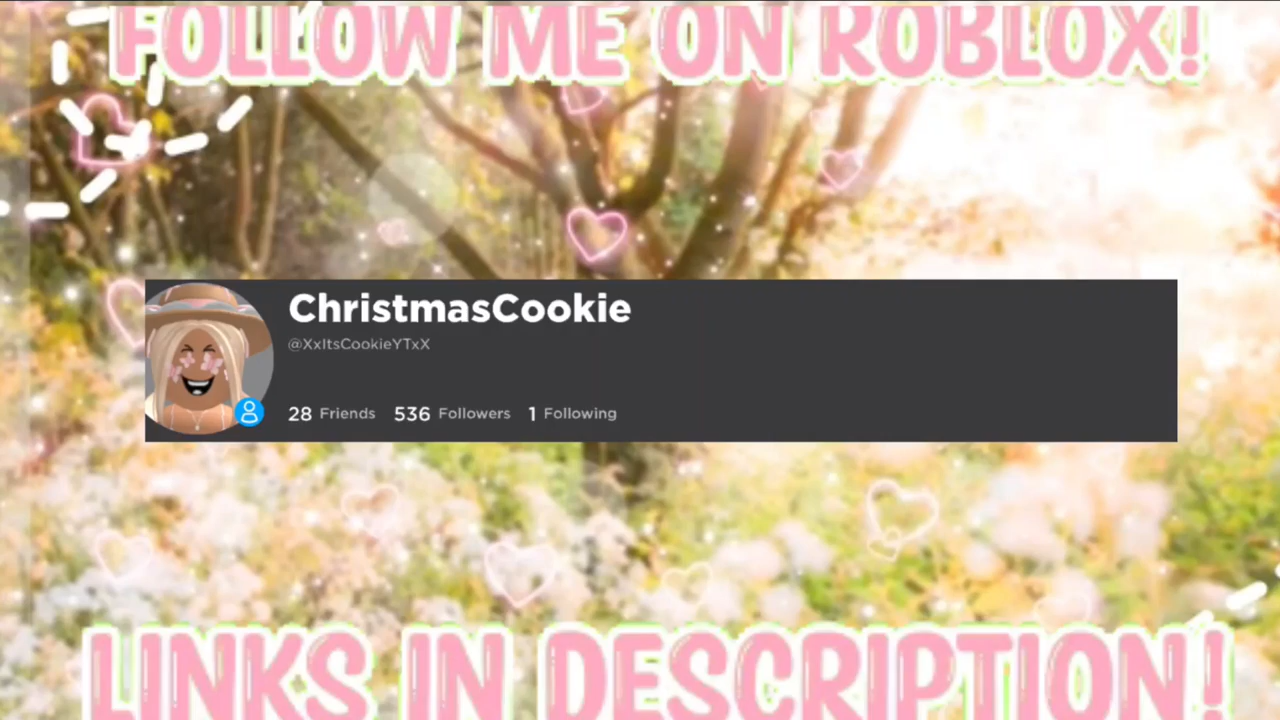 FOLLOW ME ON ROBLOX!
ChristmasCookie
@XxItsCookieYTxX
28 Friends 536 Followers 1 Following
LINKS IN DESCRIPTION!